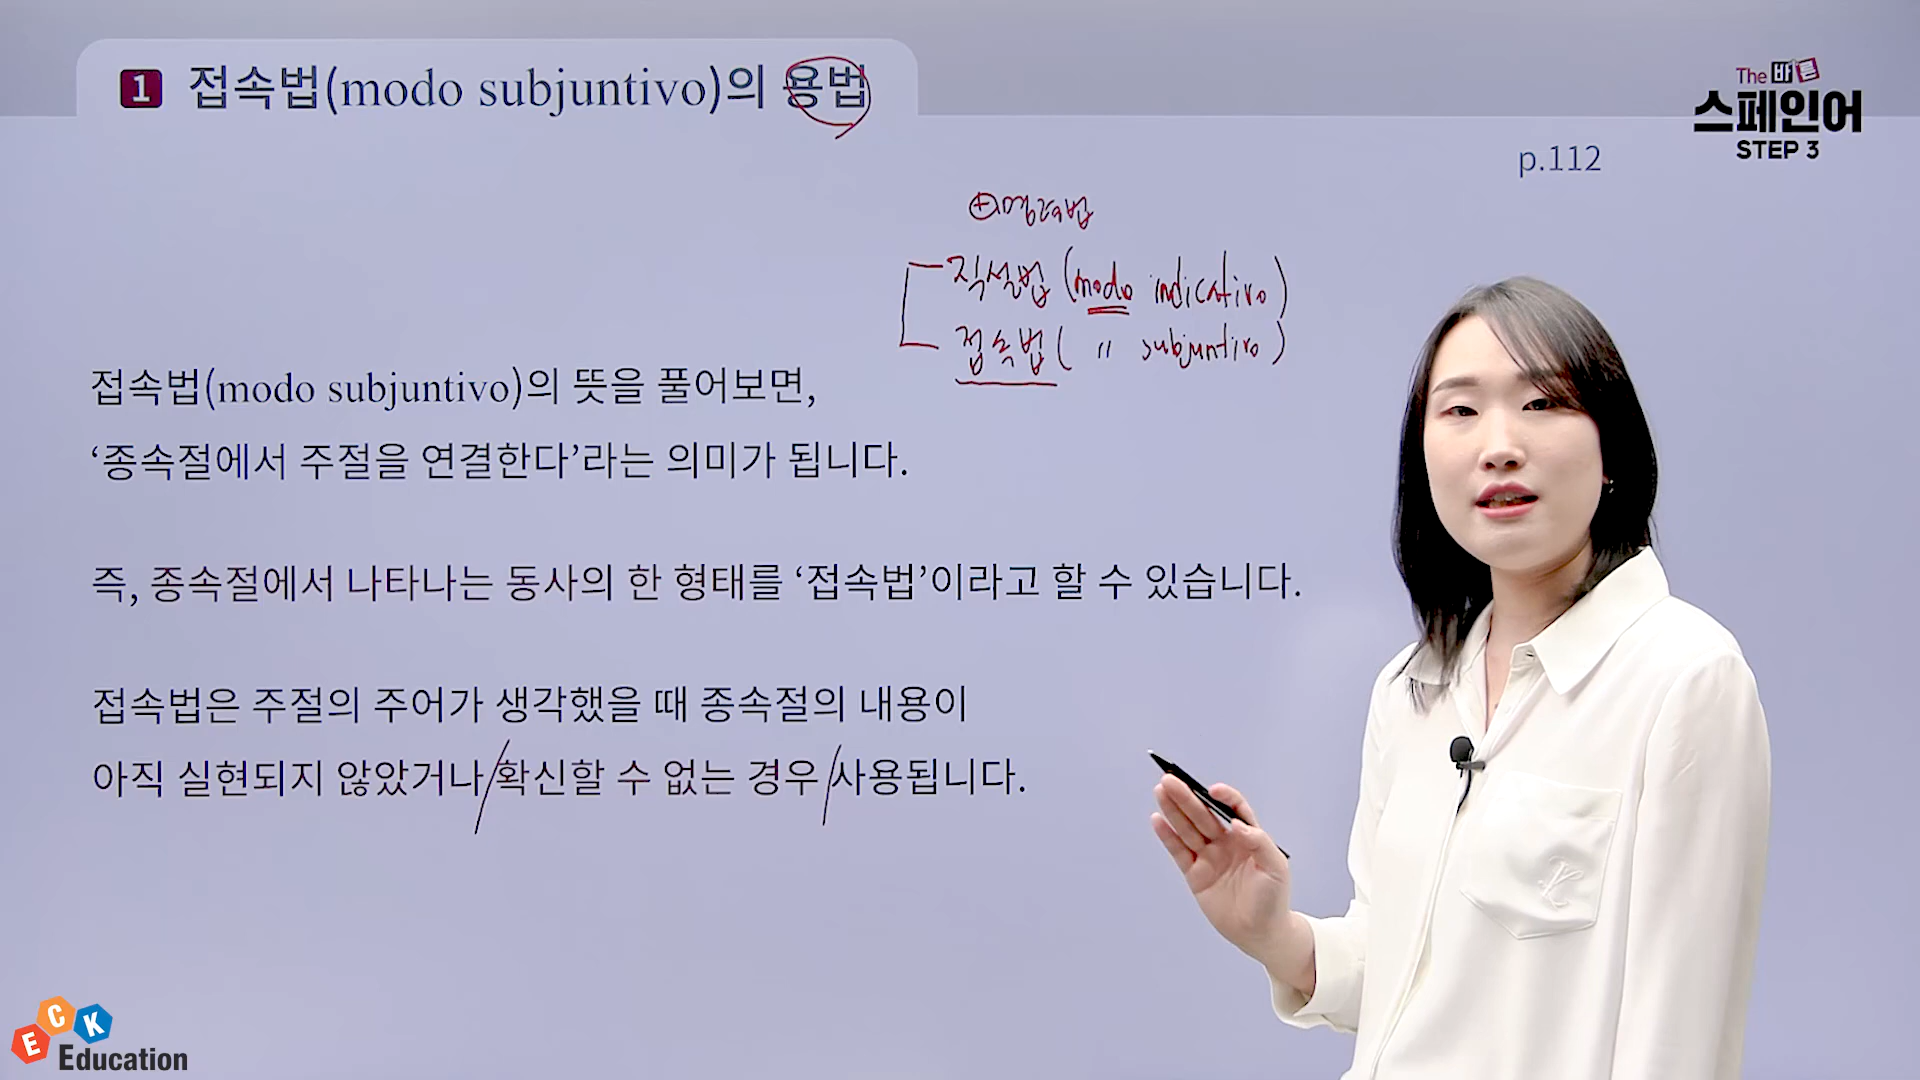 1 접속법(modo subjuntivo)의 용법
The 바른
스페인어
STEP 3
p.112
+명령법
직설법 (modo indicativo)
접속법 ( 〃 subjuntivo)
접속법(modo subjuntivo)의 뜻을 풀어보면,
‘종속절에서 주절을 연결한다’라는 의미가 됩니다.
즉, 종속절에서 나타나는 동사의 한 형태를 ‘접속법’이라고 할 수 있습니다.
접속법은 주절의 주어가 생각했을 때 종속절의 내용이
아직 실현되지 않았거나/확신할 수 없는 경우/사용됩니다.
ECK
Education